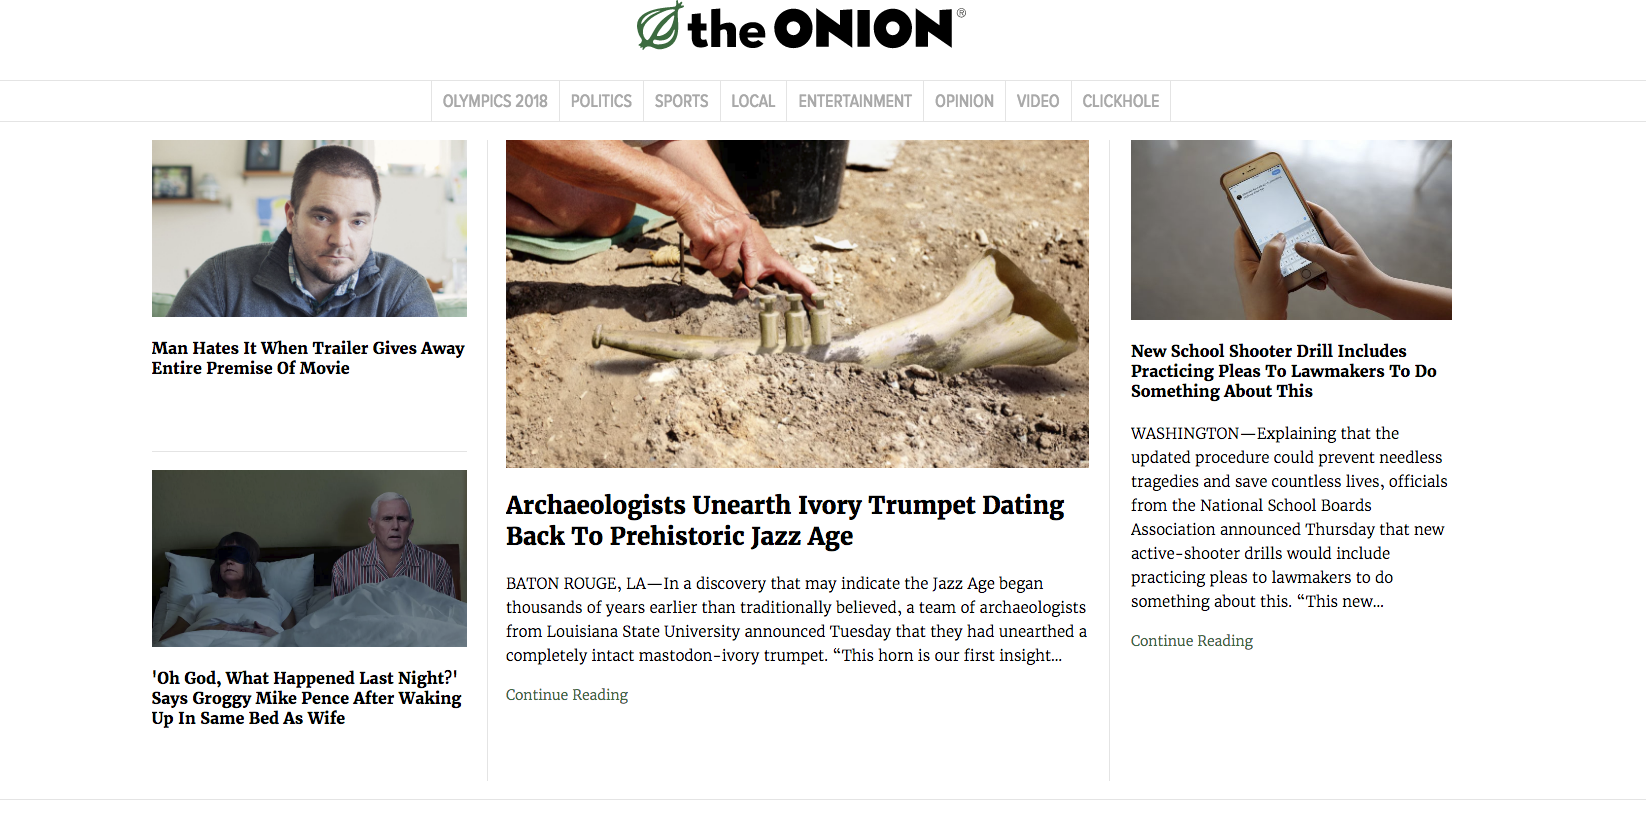 the ONION®
OLYMPICS 2018
POLITICS
SPORTS
LOCAL
ENTERTAINMENT
OPINION
VIDEO
CLICKHOLE
Man Hates It When Trailer Gives Away
Entire Premise Of Movie
'Oh God, What Happened Last Night?'
Says Groggy Mike Pence After Waking
Up In Same Bed As Wife
Archaeologists Unearth Ivory Trumpet Dating
Back To Prehistoric Jazz Age
BATON ROUGE, LA—In a discovery that may indicate the Jazz Age began
thousands of years earlier than traditionally believed, a team of archaeologists
from Louisiana State University announced Tuesday that they had unearthed a
completely intact mastodon-ivory trumpet. “This horn is our first insight...
Continue Reading
New School Shooter Drill Includes
Practicing Pleas To Lawmakers To Do
Something About This
WASHINGTON—Explaining that the
updated procedure could prevent needless
tragedies and save countless lives, officials
from the National School Boards
Association announced Thursday that new
active-shooter drills would include
practicing pleas to lawmakers to do
something about this. “This new...
Continue Reading